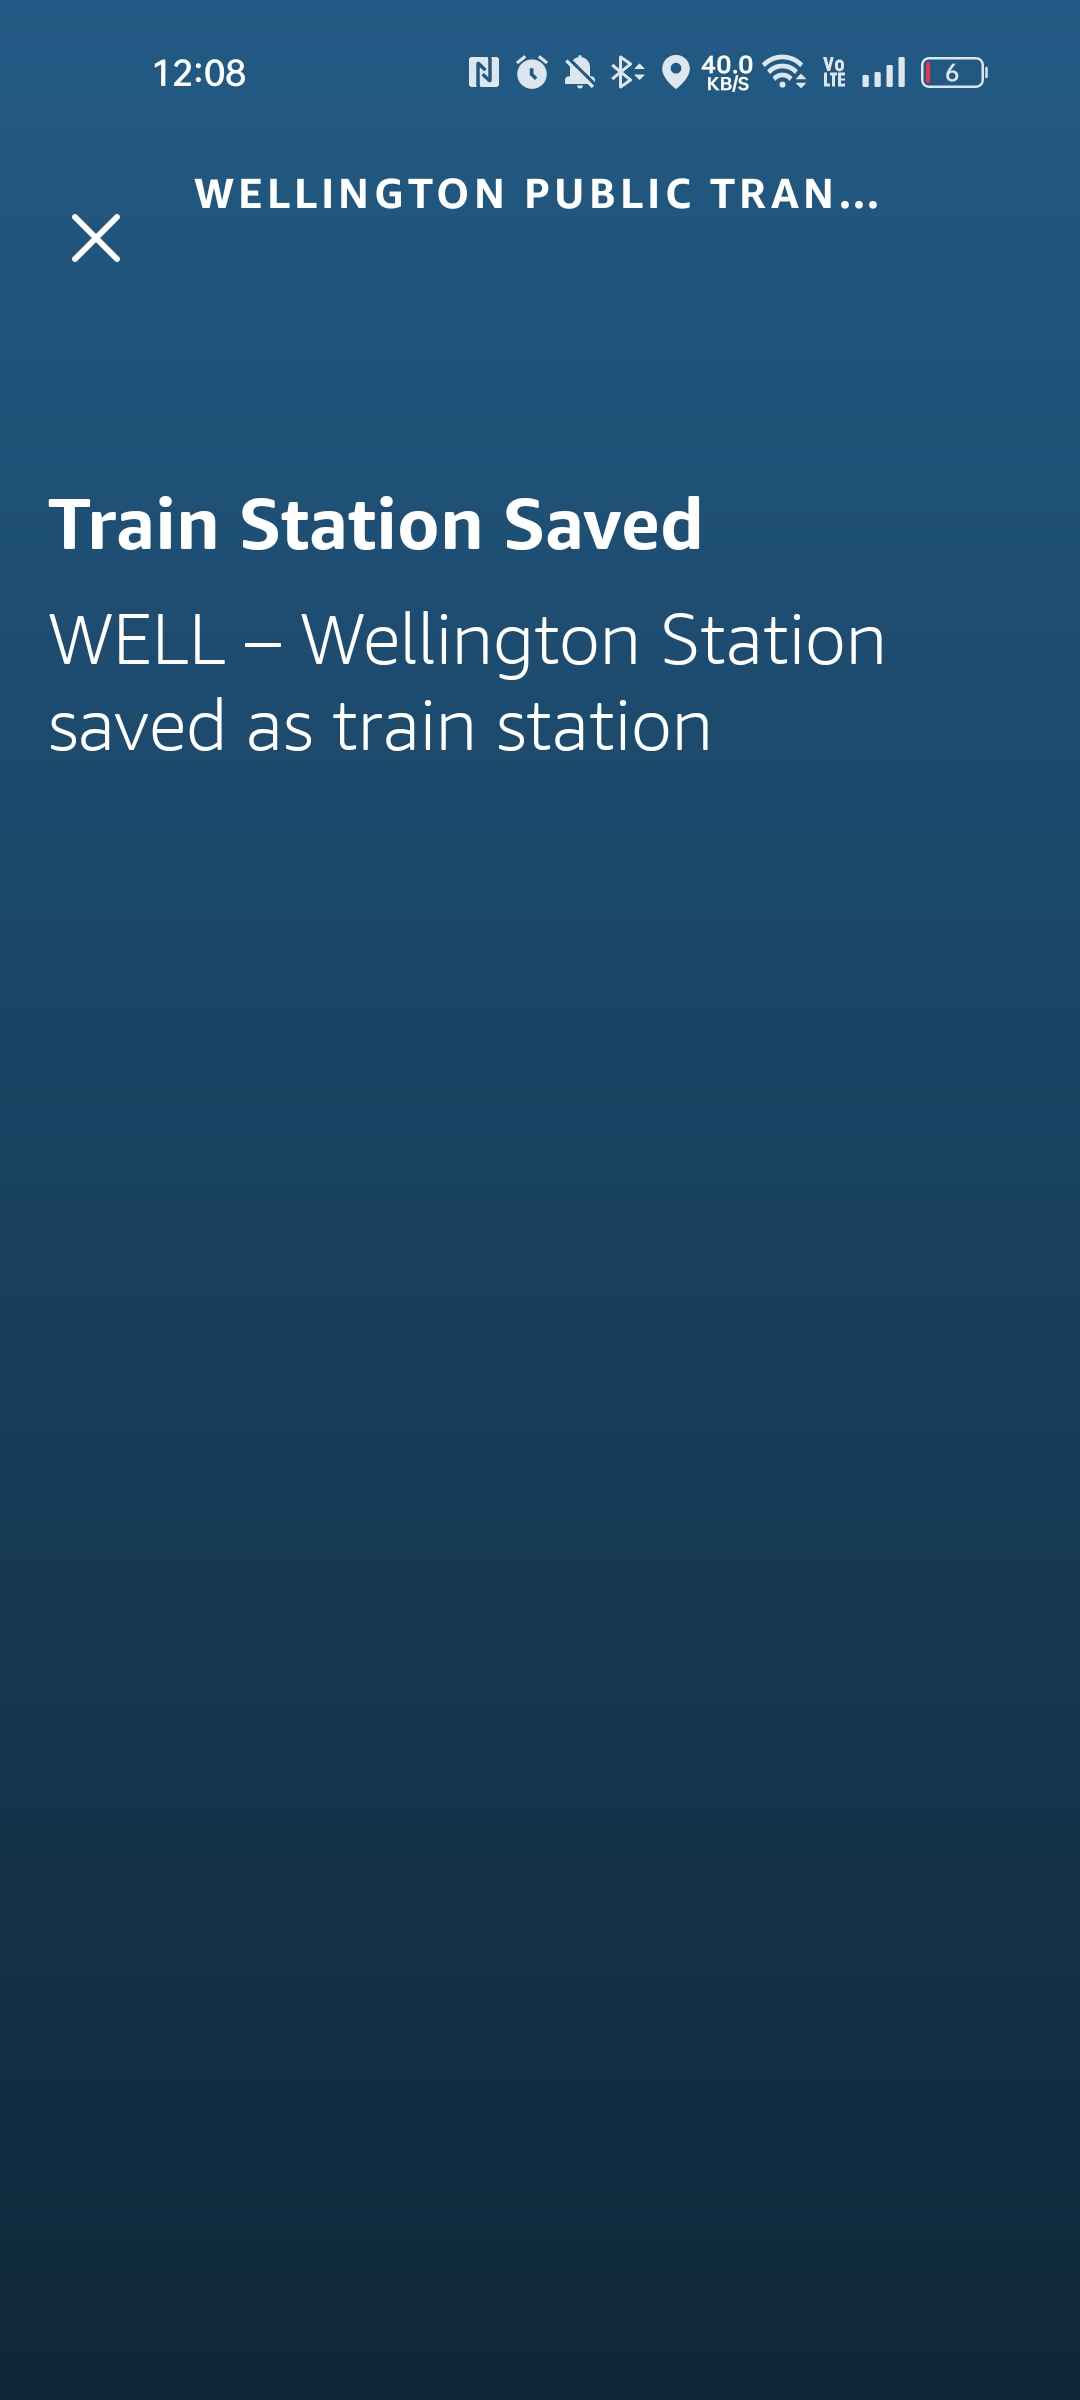 12:08
40.0
KB/S
Vo
LTE
6
WELLINGTON PUBLIC TRAN...
Train Station Saved
WELL – Wellington Station
saved as train station